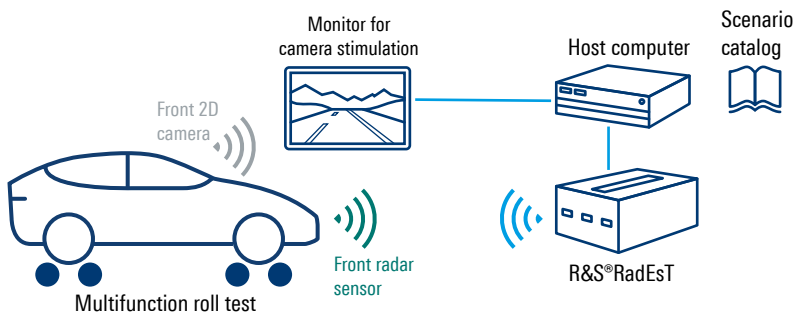 Monitor for
camera stimulation
Host computer
Scenario
catalog
Front 2D
camera
Front radar
sensor
R&S®RadEsT
Multifunction roll test